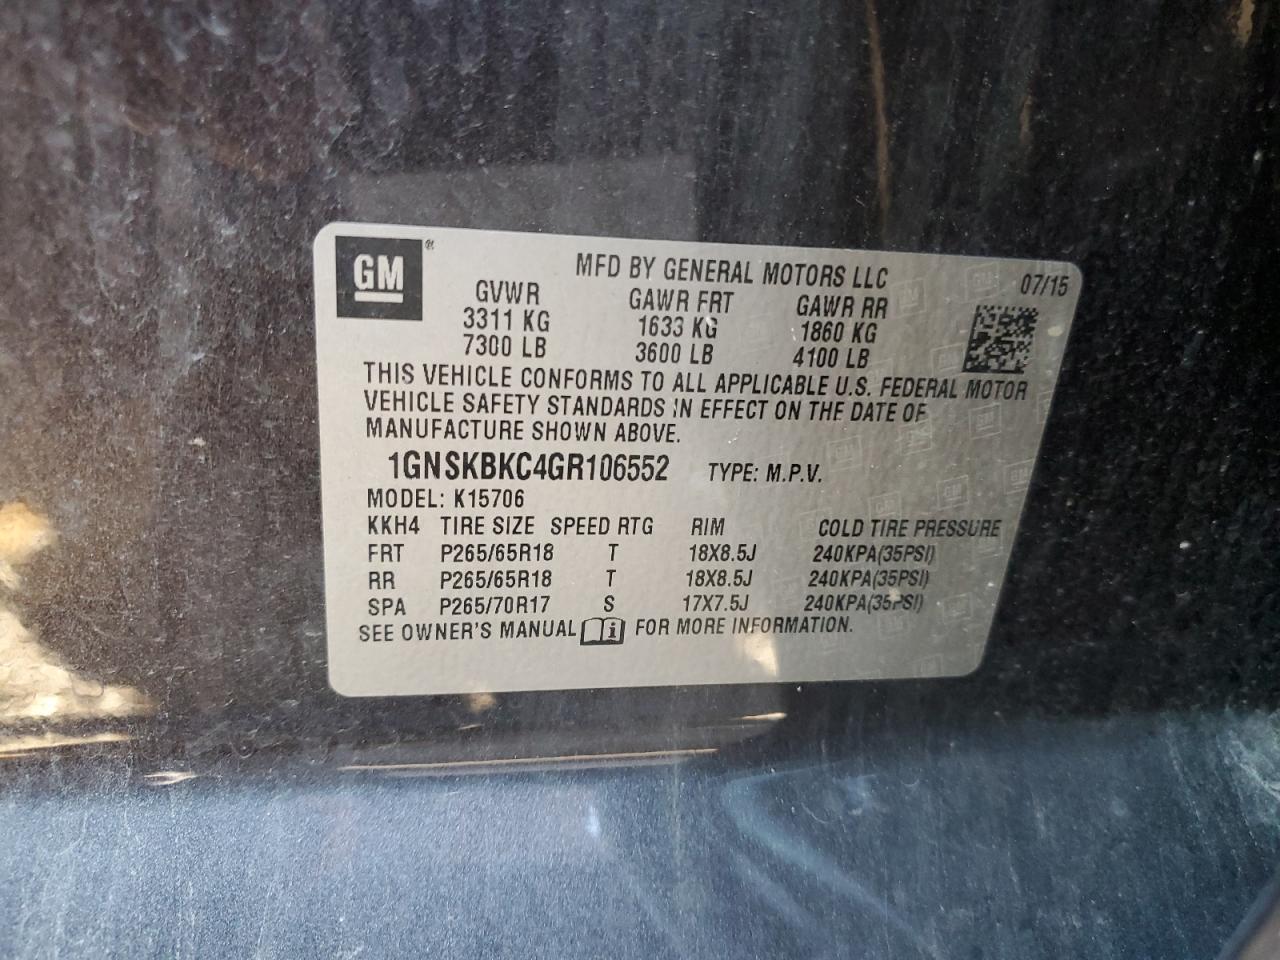 GM®
MFD BY GENERAL MOTORS LLC 07/15
GVWR GAWR FRT GAWR RR
3311 KG 1633 KG 1860 KG
7300 LB 3600 LB 4100 LB
THIS VEHICLE CONFORMS TO ALL APPLICABLE U.S. FEDERAL MOTOR
VEHICLE SAFETY STANDARDS IN EFFECT ON THE DATE OF
MANUFACTURE SHOWN ABOVE.
1GNSKBKC4GR106552 TYPE: M.P.V.
MODEL: K15706
KKH4 TIRE SIZE SPEED RTG RIM COLD TIRE PRESSURE
FRT P265/65R18 T 18X8.5J 240KPA(35PSI)
RR P265/65R18 T 18X8.5J 240KPA(35PSI)
SPA P265/70R17 S 17X7.5J 240KPA(35PSI)
SEE OWNER'S MANUAL i FOR MORE INFORMATION.